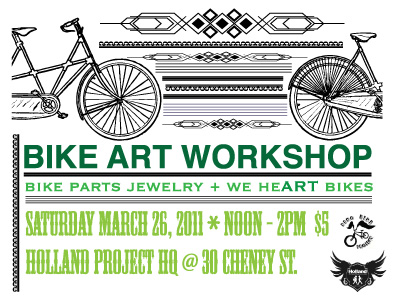 BIKE ART WORKSHOP
BIKE PARTS JEWELRY + WE HEART BIKES
SATURDAY MARCH 26, 2011 * NOON - 2PM $5
HOLLAND PROJECT HQ @ 30 CHENEY ST.
Holland